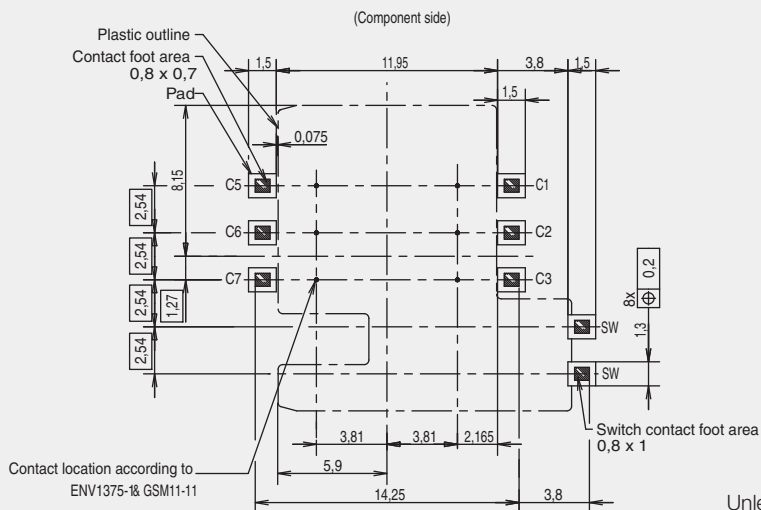 (Component side)
Plastic outline
Contact foot area
0,8 x 0,7
Pad
1,5
11,95
3,8
1,5
1,5
0,075
8,15
C5
C1
2,54
C6
C2
2,54
C7
C3
2,54
1,27
2,54
8x
0,2
1,3
SW
SW
Switch contact foot area
0,8 x 1
3,81
3,81
2,165
5,9
Contact location according to
ENV1375-1& GSM11-11
14,25
3,8
Unle